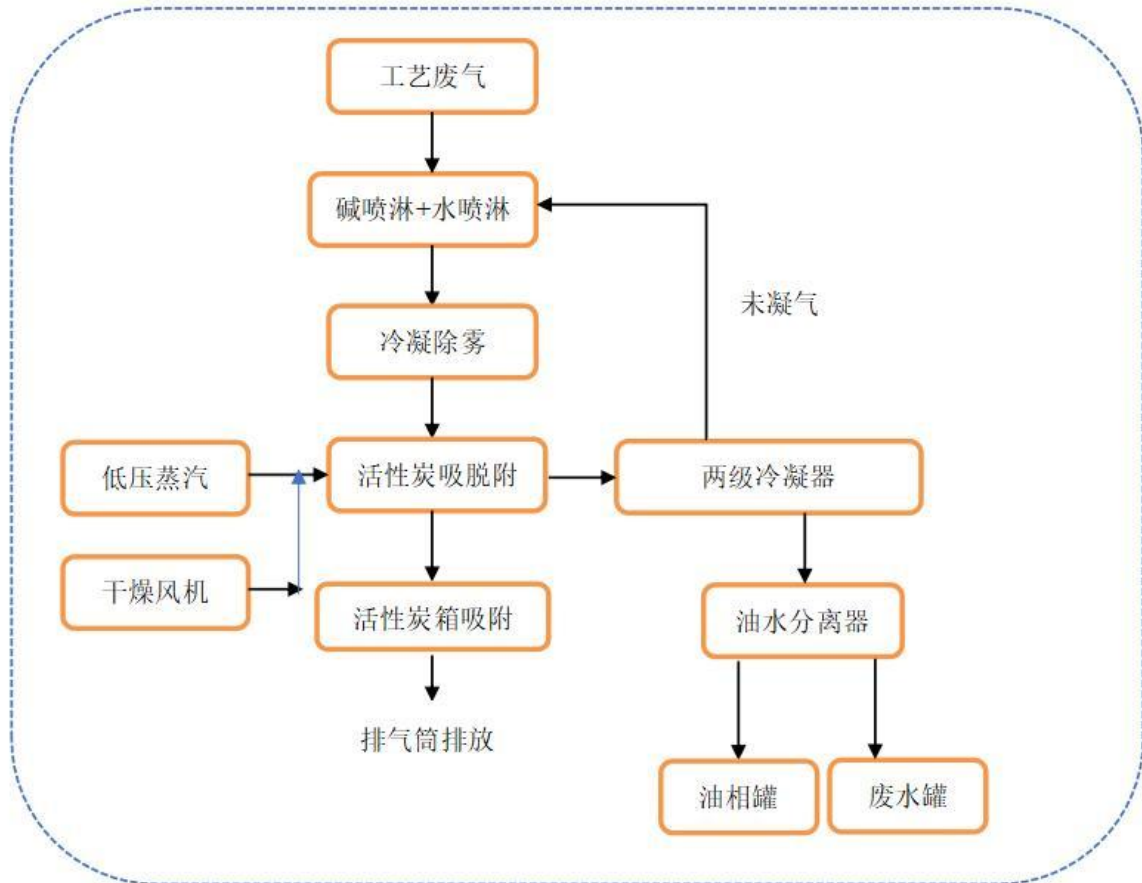 工艺废气
碱喷淋+水喷淋
未凝气
冷凝除雾
低压蒸汽
活性炭吸脱附
两级冷凝器
干燥风机
活性炭箱吸附
油水分离器
排气筒排放
油相罐
废水罐